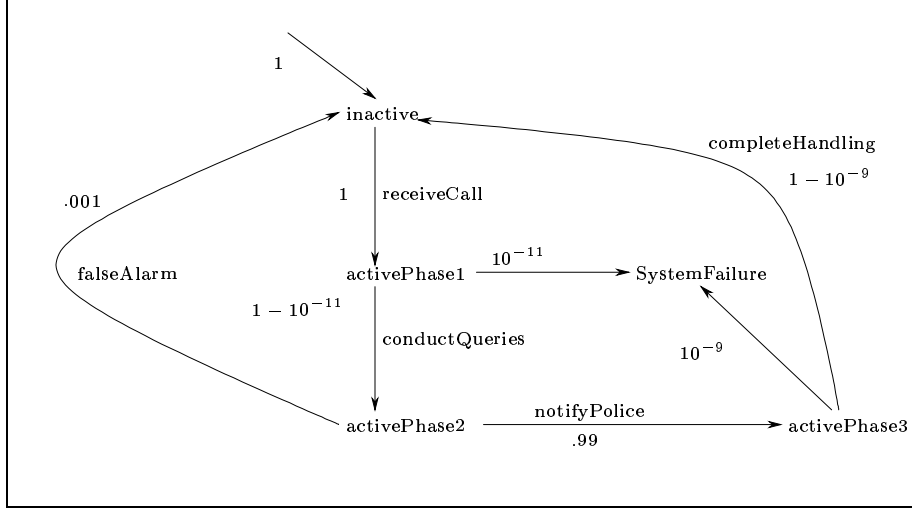 1
inactive
completeHandling
1 − 10⁻⁹
1 receiveCall
.001
falseAlarm
activePhase1
10⁻¹¹
SystemFailure
1 − 10⁻¹¹
conductQueries
10⁻⁹
notifyPolice
activePhase2
.99
activePhase3